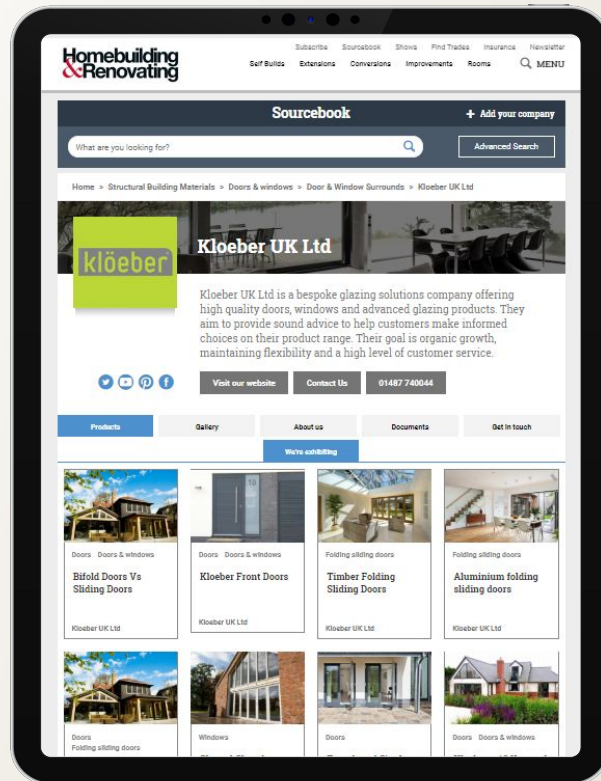 Homebuilding
&Renovating
Subscribe Sourcebook Shows Find Trades Insurance Newsletter
Self Builds Extensions Conversions Improvements Rooms MENU
Sourcebook
+ Add your company
What are you looking for?
Advanced Search
Home » Structural Building Materials » Doors & windows » Door & Window Surrounds » Kloeber UK Ltd
klöeber
Kloeber UK Ltd
Kloeber UK Ltd is a bespoke glazing solutions company offering
high quality doors, windows and advanced glazing products. They
aim to provide sound advice to help customers make informed
choices on their product range. Their goal is organic growth,
maintaining flexibility and a high level of customer service.
Visit our website Contact Us 01487 740044
Products Gallery About us Documents Get in touch
We're exhibiting
Doors Doors & windows
Bifold Doors Vs
Sliding Doors
Kloeber UK Ltd
Doors Doors & windows
Kloeber Front Doors
Kloeber UK Ltd
Folding sliding doors
Timber Folding
Sliding Doors
Kloeber UK Ltd
Folding sliding doors
Aluminium folding
sliding doors
Kloeber UK Ltd
Doors
Folding sliding doors
Windows
Doors
Doors Doors & windows